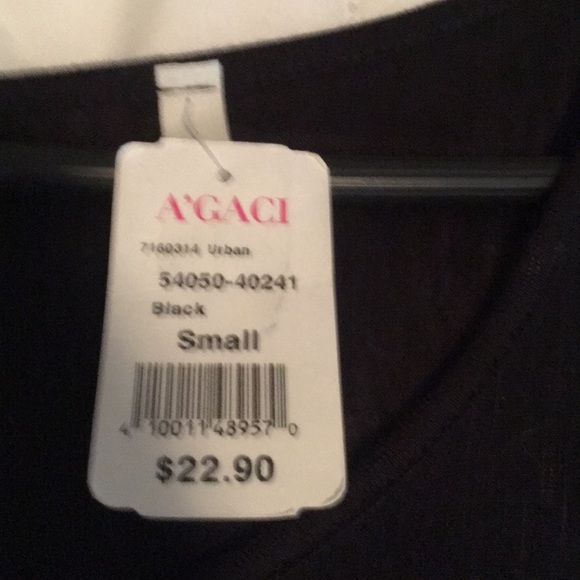 A'GACI
7160314 Urban
54050-40241
Black
Small
4 10011 48957 0
$22.90